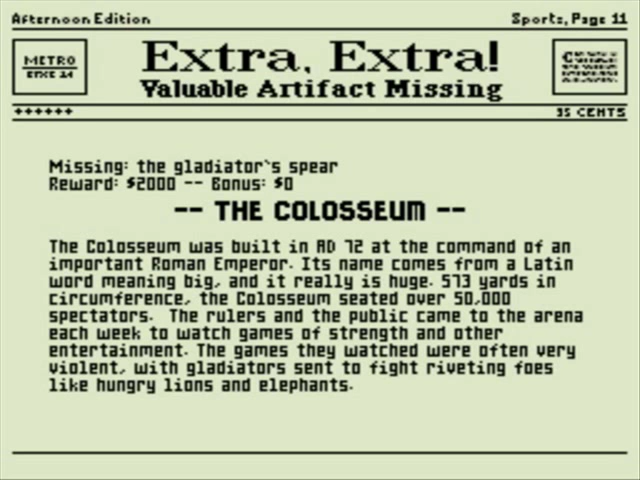 Afternoon Edition
Sports, Page 11
METRO
Extra, Extra!
Valuable Artifact Missing
++++++
35 CENTS
Missing: the gladiator's spear
Reward: $2000 -- Bonus: $0
-- THE COLOSSEUM --
The Colosseum was built in AD 72 at the command of an
important Roman Emperor. Its name comes from a Latin
word meaning big, and it really is huge. 573 yards in
circumference, the Colosseum seated over 50,000
spectators. The rulers and the public came to the arena
each week to watch games of strength and other
entertainment. The games they watched were often very
violent, with gladiators sent to fight riveting foes
like hungry lions and elephants.